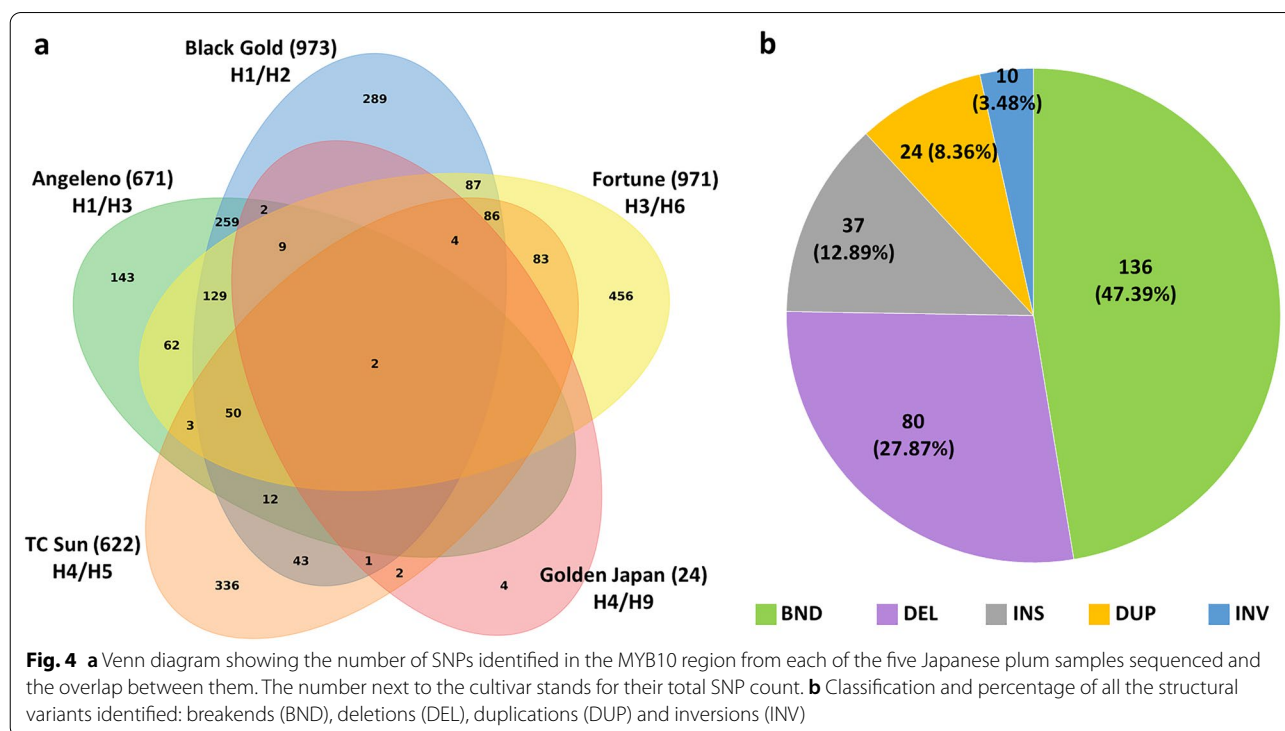 a
Black Gold (973)
H1/H2
289
Angeleno (671)
H1/H3
Fortune (971)
H3/H6
87
2
259
86
9
4
83
143
129
456
62
2
50
3
12
TC Sun (622)
H4/H5
43
1
2
336
4
Golden Japan (24)
H4/H9
b
10
(3.48%)
24 (8.36%)
37
(12.89%)
136
(47.39%)
80
(27.87%)
BND DEL INS DUP INV
Fig. 4 a Venn diagram showing the number of SNPs identified in the MYB10 region from each of the five Japanese plum samples sequenced and
the overlap between them. The number next to the cultivar stands for their total SNP count. b Classification and percentage of all the structural
variants identified: breakends (BND), deletions (DEL), duplications (DUP) and inversions (INV)